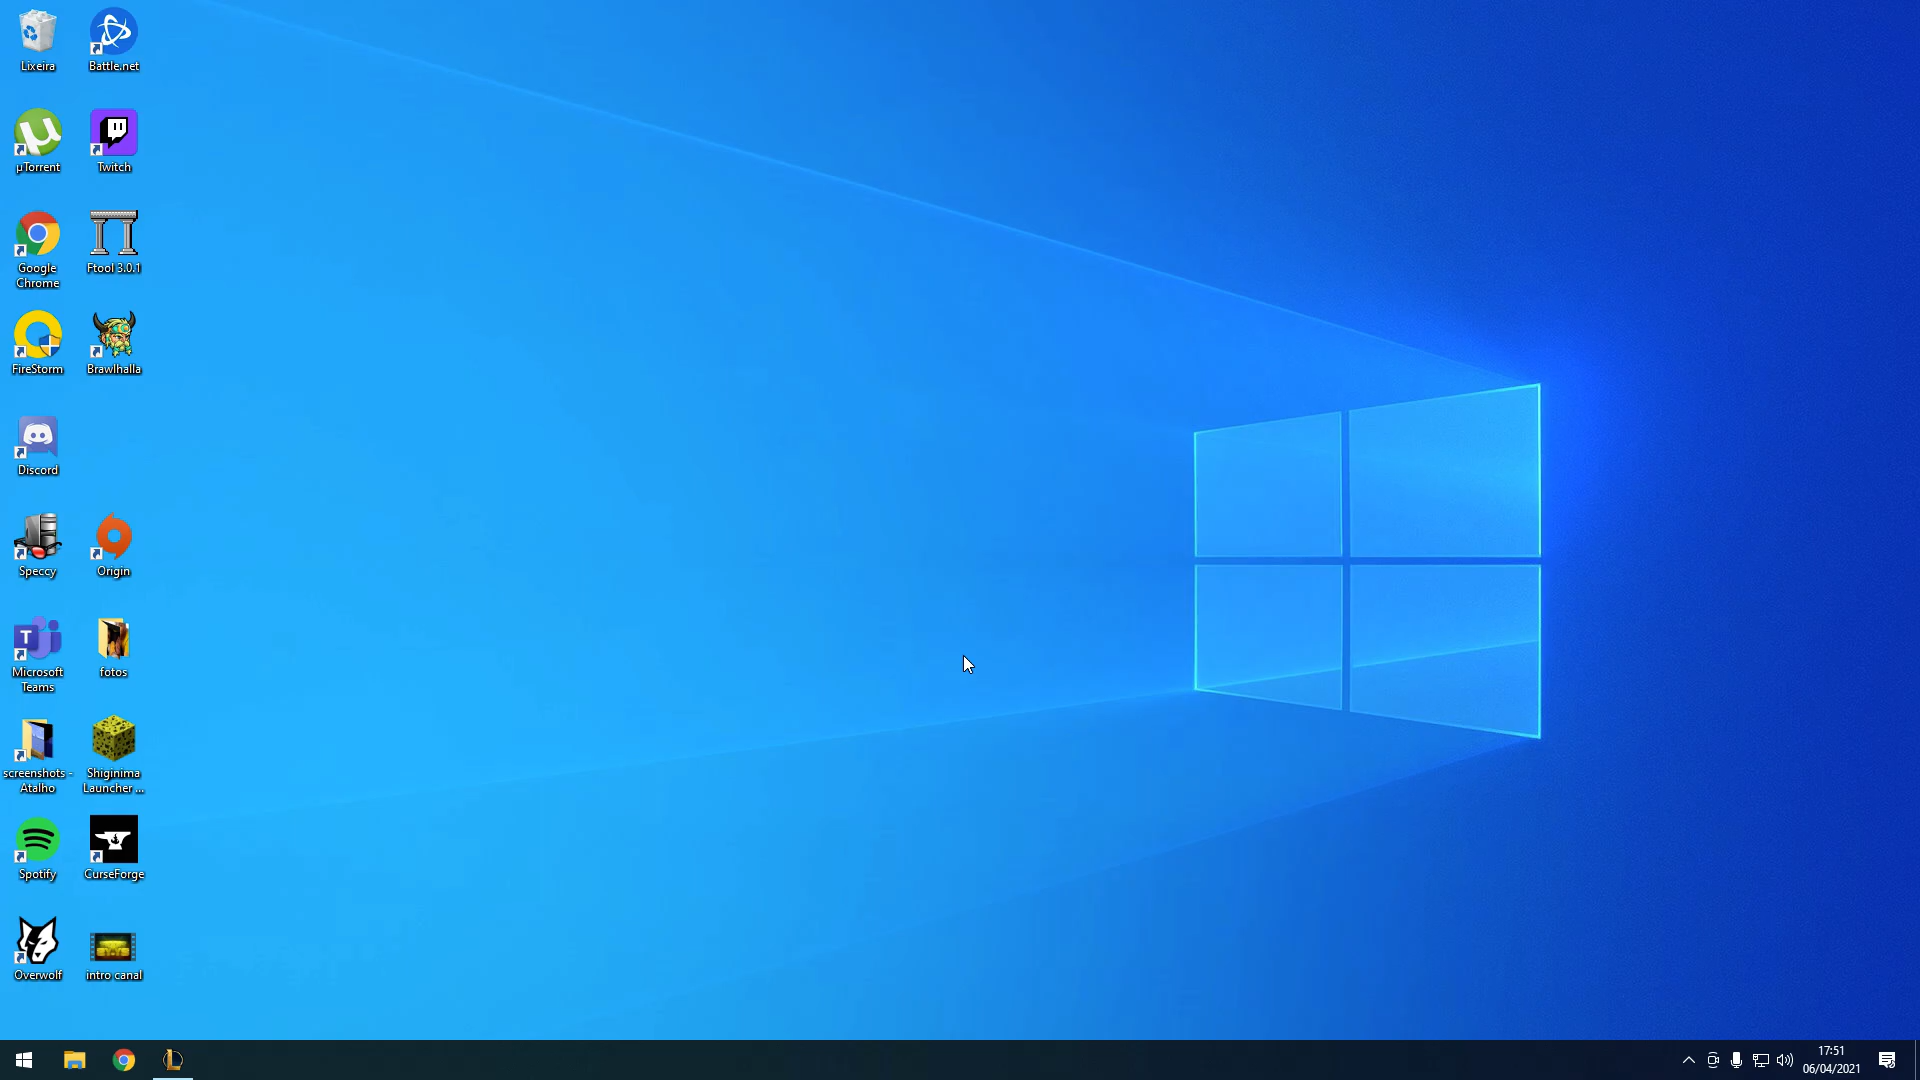 Lixeira
Battle.net
µTorrent
Twitch
Google
Chrome
Ftool 3.0.1
FireStorm
Brawlhalla
Discord
Speccy
Origin
Microsoft
Teams
fotos
screenshots -
Atalho
Shiginima
Launcher ...
Spotify
CurseForge
Overwolf
intro canal
17:51
06/04/2021